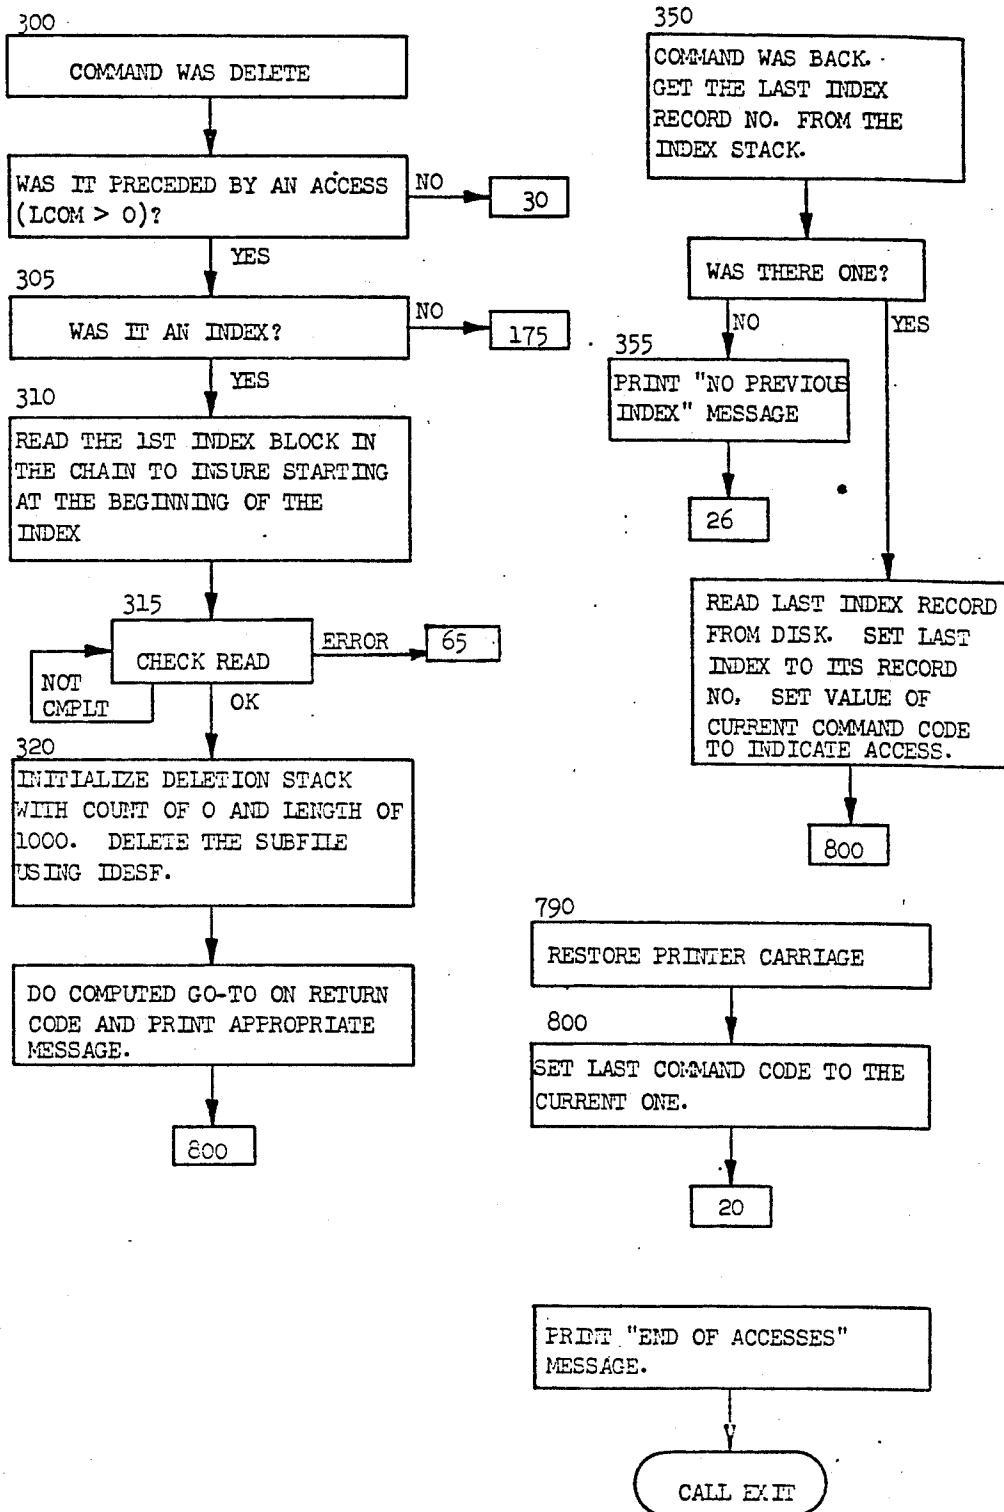 300
COMMAND WAS DELETE
WAS IT PRECEDED BY AN ACCESS
(LCOM > 0)?
NO
30
YES
305
WAS IT AN INDEX?
NO
175
YES
310
READ THE 1ST INDEX BLOCK IN
THE CHAIN TO INSURE STARTING
AT THE BEGINNING OF THE
INDEX
315
CHECK READ
ERROR
65
NOT
CMPLT
OK
320
INITIALIZE DELETION STACK
WITH COUNT OF 0 AND LENGTH OF
1000. DELETE THE SUBFILE
USING IDESF.
DO COMPUTED GO-TO ON RETURN
CODE AND PRINT APPROPRIATE
MESSAGE.
800
350
COMMAND WAS BACK.
GET THE LAST INDEX
RECORD NO. FROM THE
INDEX STACK.
WAS THERE ONE?
NO
YES
355
PRINT "NO PREVIOUS
INDEX" MESSAGE
26
READ LAST INDEX RECORD
FROM DISK. SET LAST
INDEX TO ITS RECORD
NO. SET VALUE OF
CURRENT COMMAND CODE
TO INDICATE ACCESS.
800
790
RESTORE PRINTER CARRIAGE
800
SET LAST COMMAND CODE TO THE
CURRENT ONE.
20
PRINT "END OF ACCESSES"
MESSAGE.
CALL EXIT